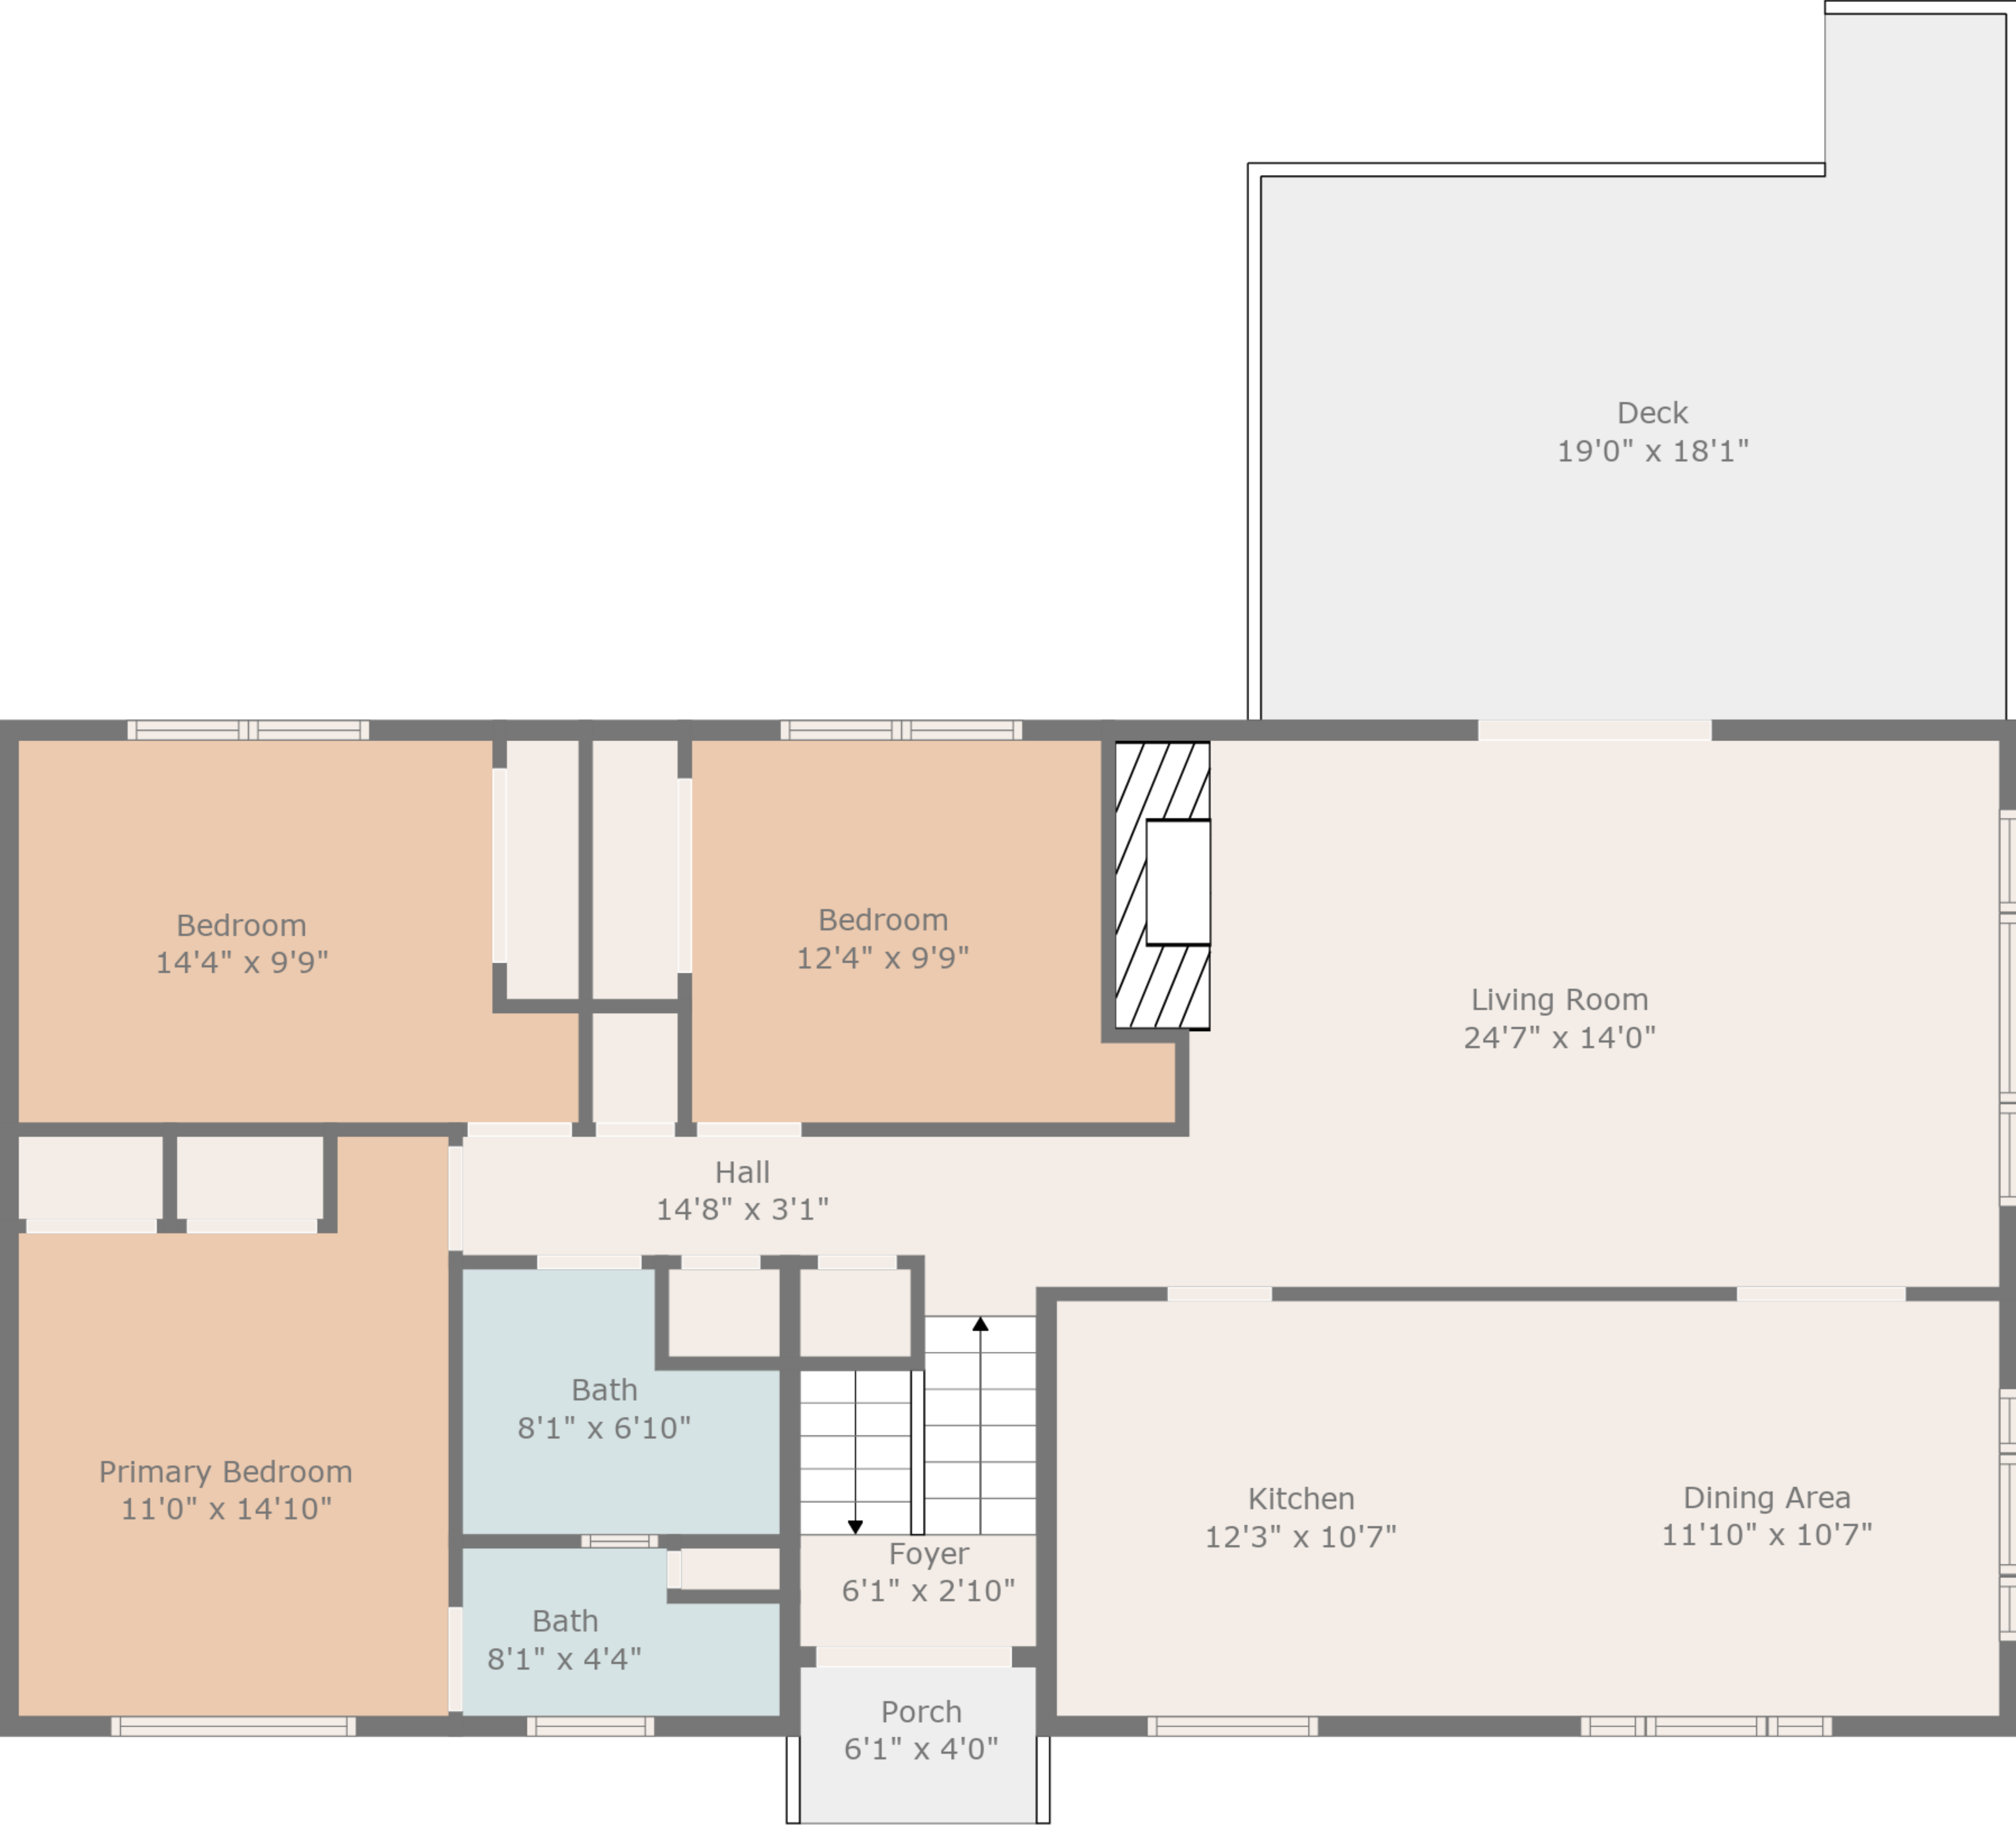 Deck
19'0" x 18'1"
Bedroom
14'4" x 9'9"
Bedroom
12'4" x 9'9"
Living Room
24'7" x 14'0"
Hall
14'8" x 3'1"
Bath
8'1" x 6'10"
Primary Bedroom
11'0" x 14'10"
Kitchen
12'3" x 10'7"
Dining Area
11'10" x 10'7"
Foyer
6'1" x 2'10"
Bath
8'1" x 4'4"
Porch
6'1" x 4'0"